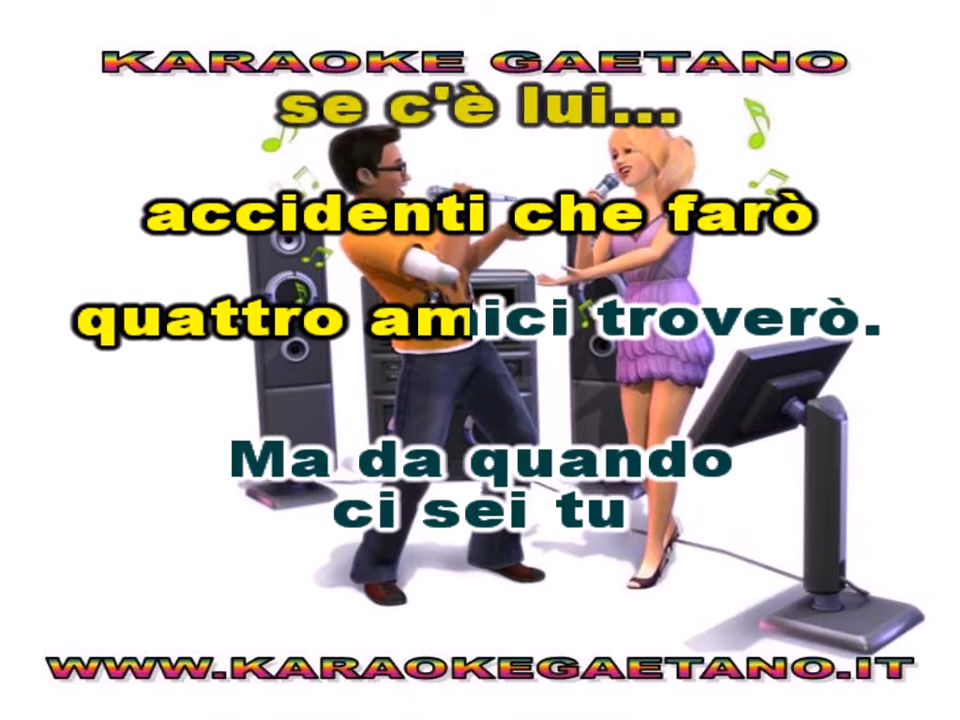 KARAOKE GAETANO
se c'è lui...
accidenti che farò
quattro amici troverò.
Ma da quando
ci sei tu
WWW.KARAOKEGAETANO.IT